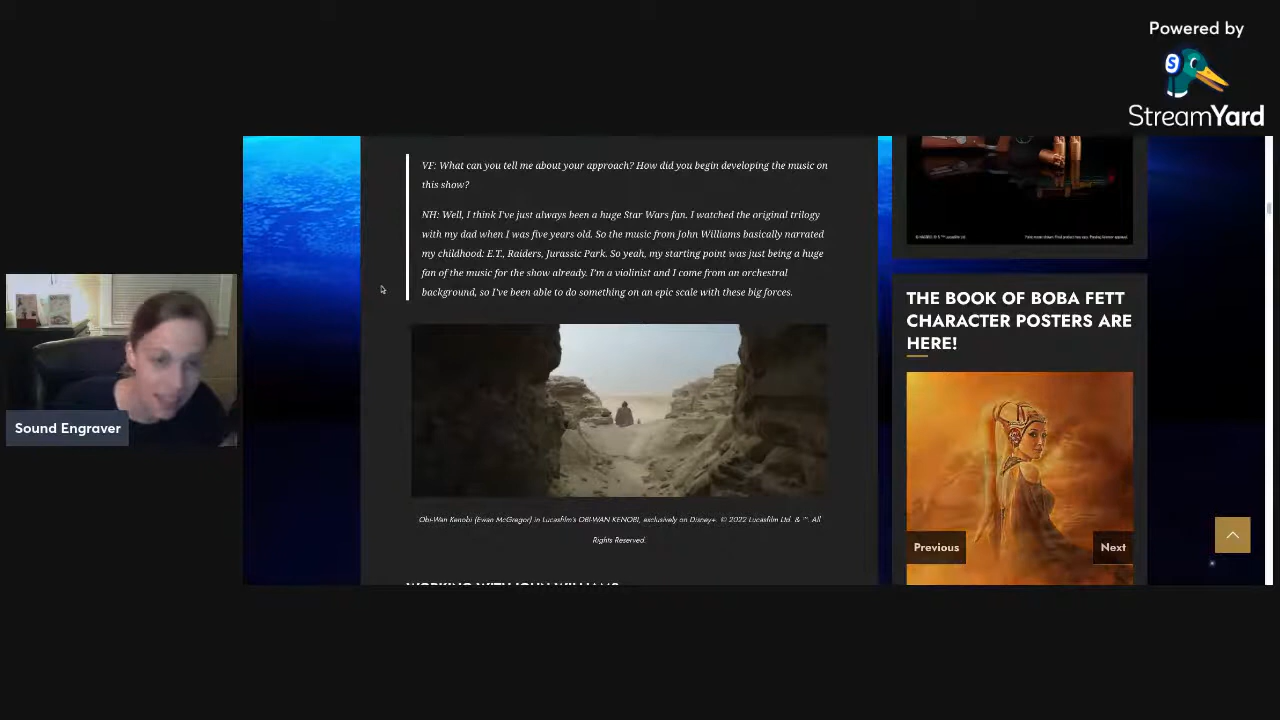 Powered by
StreamYard
VF: What can you tell me about your approach? How did you begin developing the music on
this show?
NH: Well, I think I've just always been a huge Star Wars fan. I watched the original trilogy
with my dad when I was five years old. So the music from John Williams basically narrated
my childhood: E.T., Raiders, Jurassic Park. So yeah, my starting point was just being a huge
fan of the music for the show already. I'm a violinist and I come from an orchestral
background, so I've been able to do something on an epic scale with these big forces.
Obi-Wan Kenobi (Ewan McGregor) in Lucasfilm's OBI-WAN KENOBI, exclusively on Disney+. © 2022 Lucasfilm Ltd. & ™. All
Rights Reserved.
WORKING WITH JOHN WILLIAMS
THE BOOK OF BOBA FETT
CHARACTER POSTERS ARE
HERE!
Previous
Next
Sound Engraver